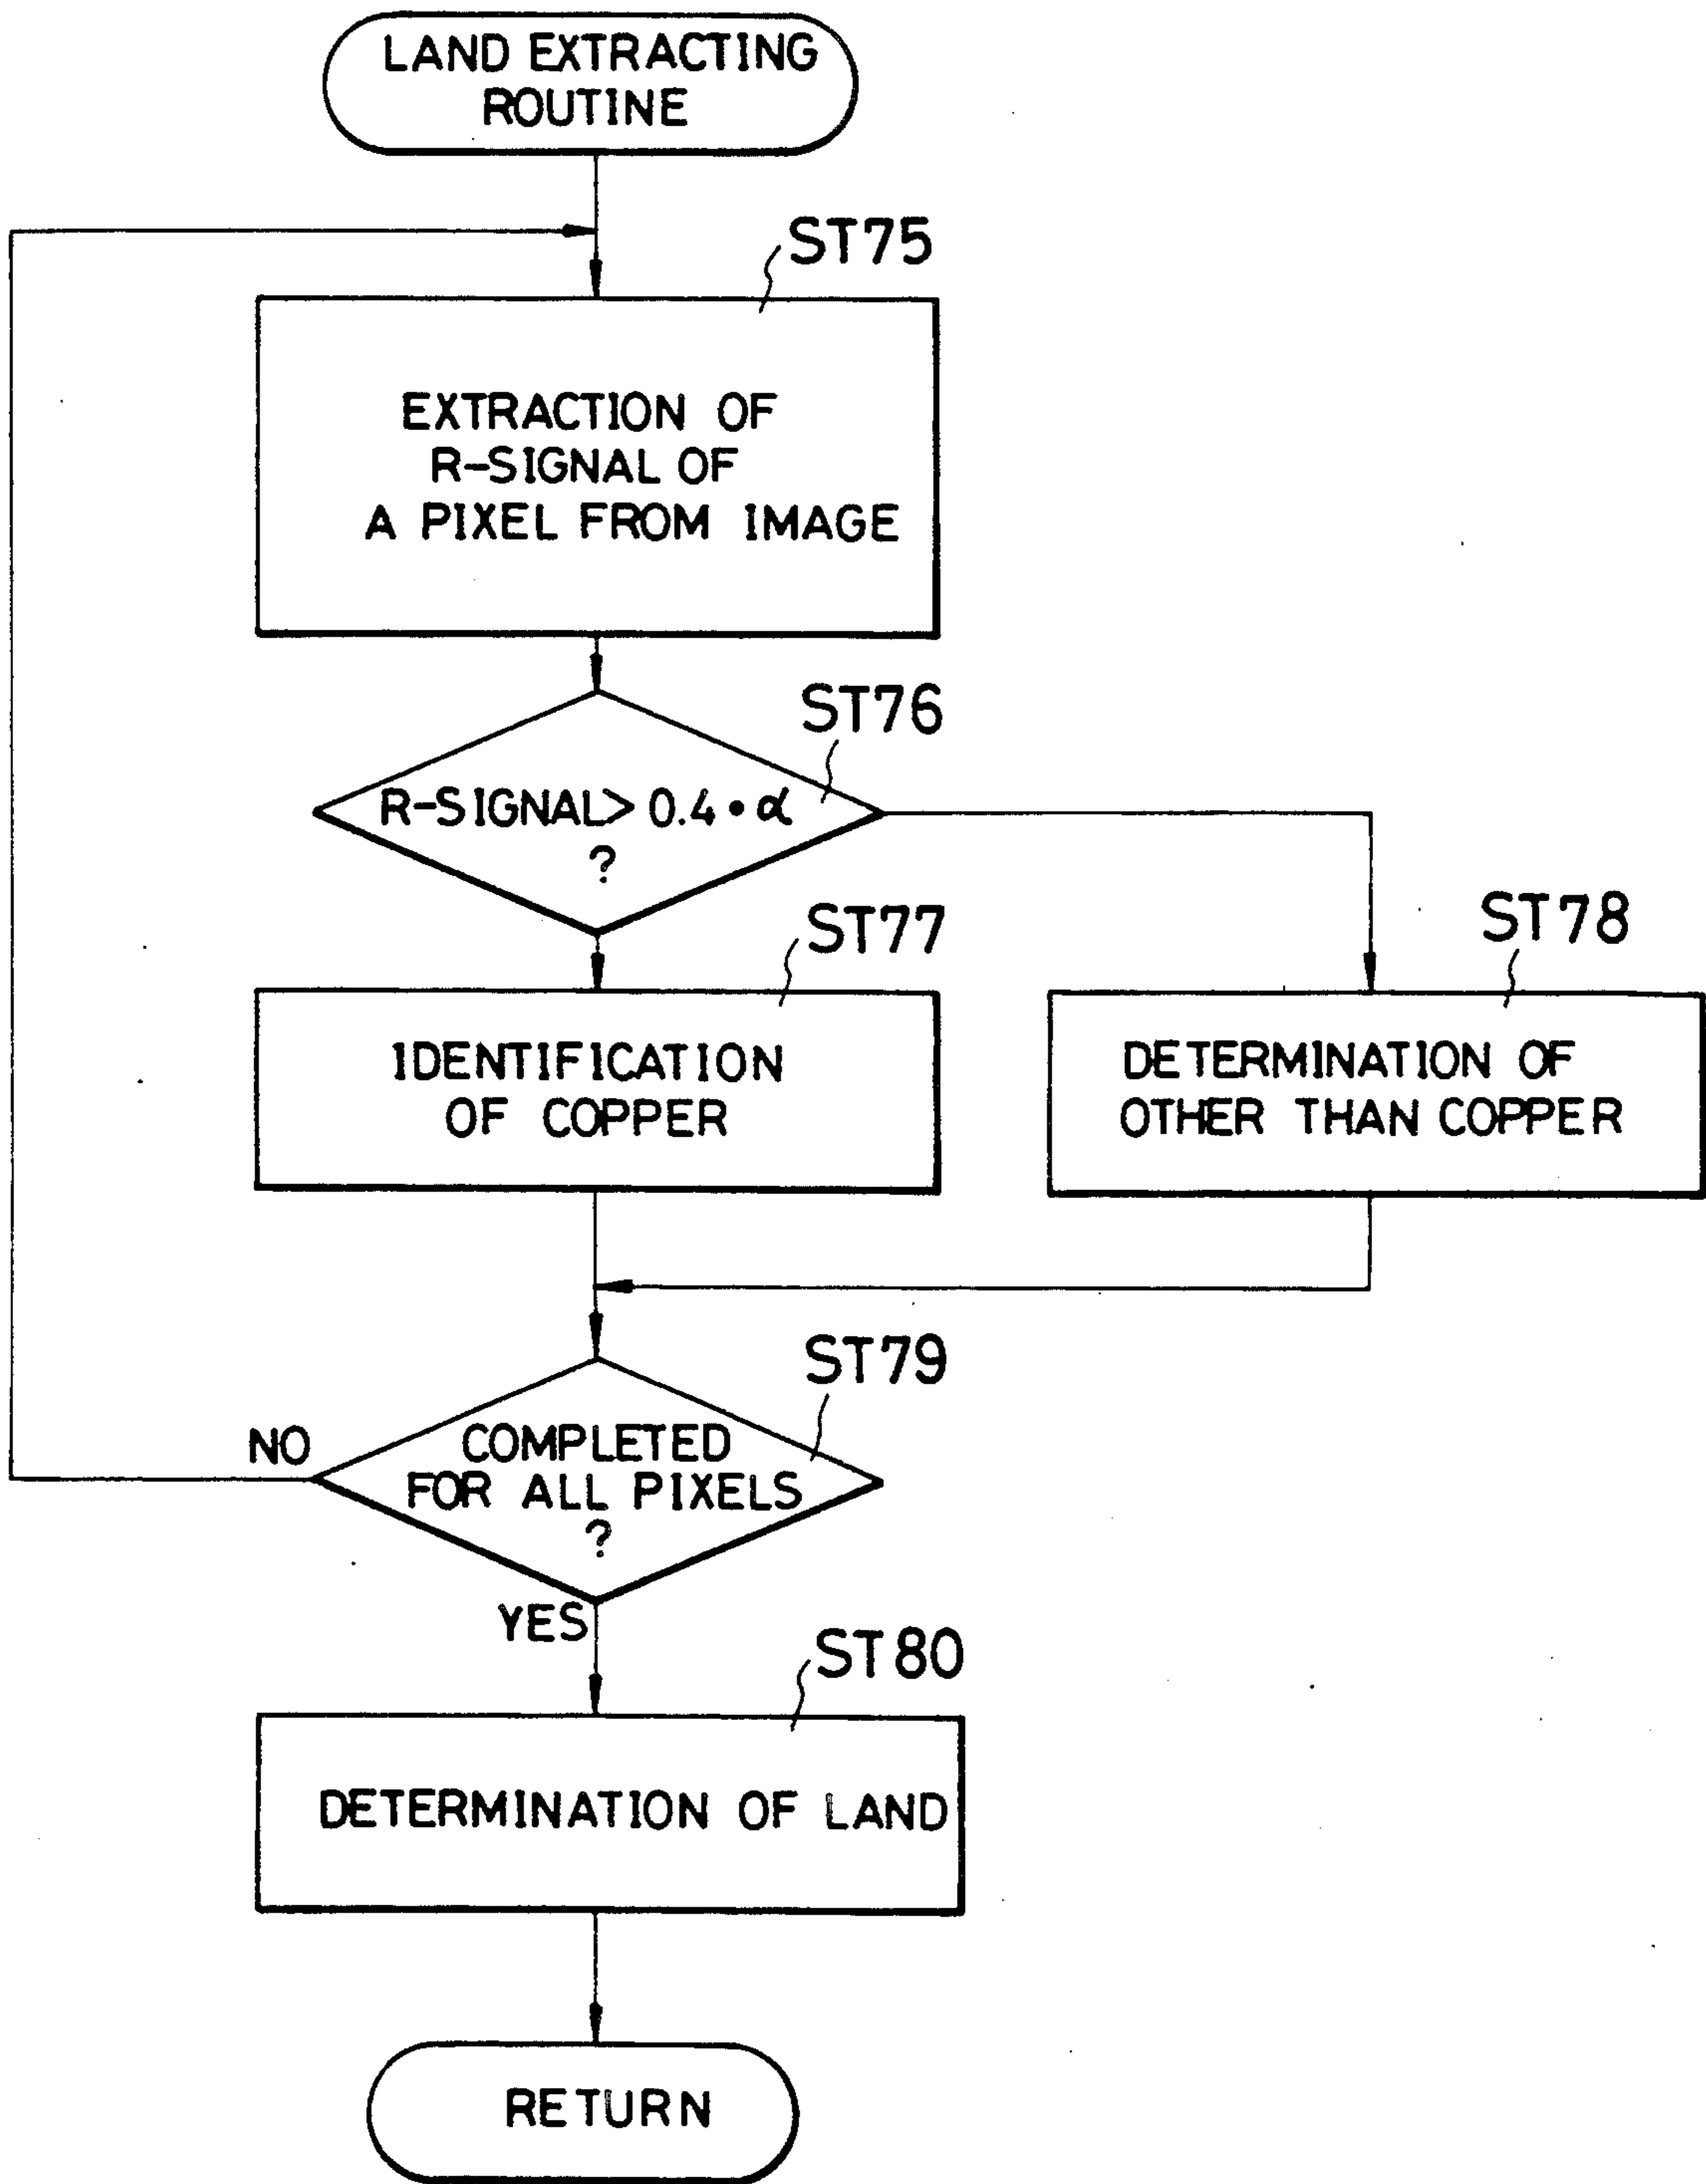 LAND EXTRACTING
ROUTINE
ST75
EXTRACTION OF
R-SIGNAL OF
A PIXEL FROM IMAGE
ST76
R-SIGNAL> 0.4 • α
?
ST77
IDENTIFICATION
OF COPPER
ST78
DETERMINATION OF
OTHER THAN COPPER
ST79
NO
COMPLETED
FOR ALL PIXELS
?
YES
ST80
DETERMINATION OF LAND
RETURN